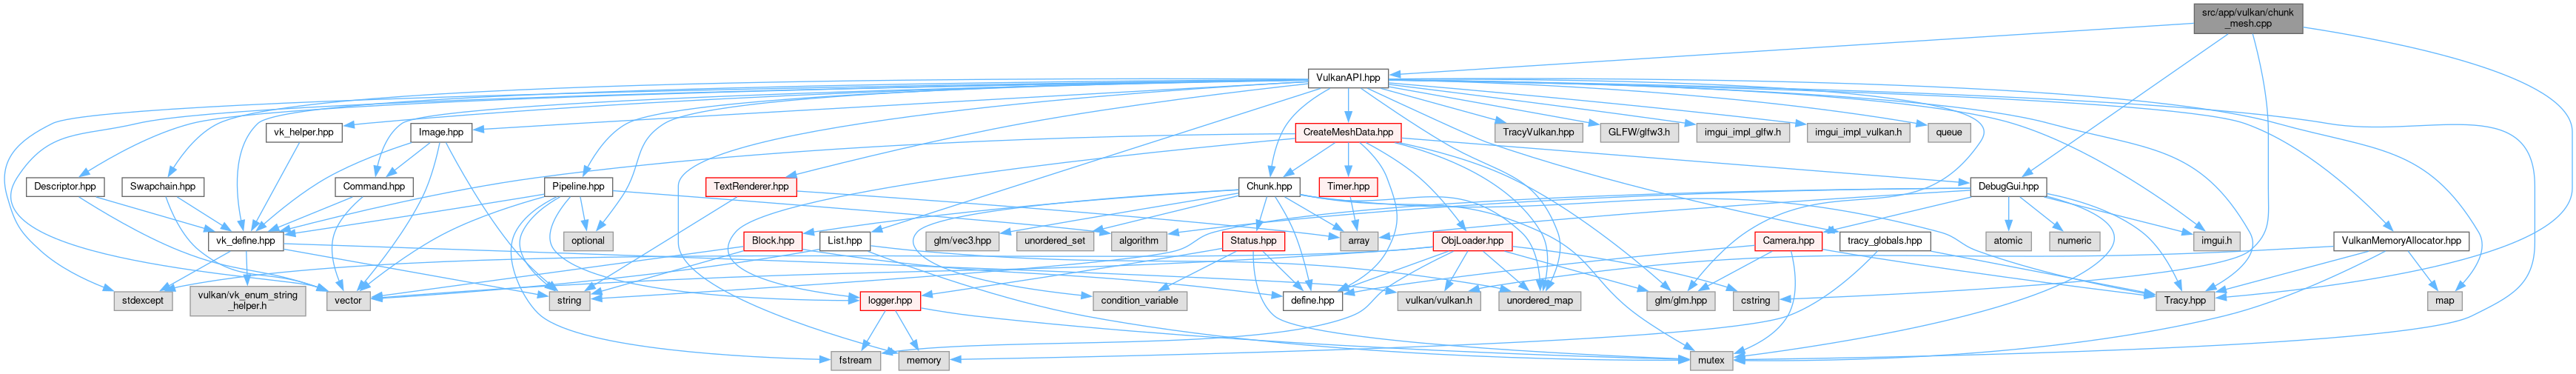 src/app/vulkan/chunk
_mesh.cpp
VulkanAPI.hpp
vk_helper.hpp
Image.hpp
CreateMeshData.hpp
TracyVulkan.hpp
GLFW/glfw3.h
imgui_impl_glfw.h
imgui_impl_vulkan.h
queue
Descriptor.hpp
Swapchain.hpp
Command.hpp
Pipeline.hpp
TextRenderer.hpp
Chunk.hpp
Timer.hpp
DebugGui.hpp
vk_define.hpp
optional
Block.hpp
List.hpp
glm/vec3.hpp
unordered_set
algorithm
Status.hpp
array
ObjLoader.hpp
Camera.hpp
tracy_globals.hpp
atomic
numeric
imgui.h
VulkanMemoryAllocator.hpp
stdexcept
vulkan/vk_enum_string
_helper.h
vector
string
logger.hpp
condition_variable
define.hpp
vulkan/vulkan.h
unordered_map
glm/glm.hpp
cstring
Tracy.hpp
map
fstream
memory
mutex